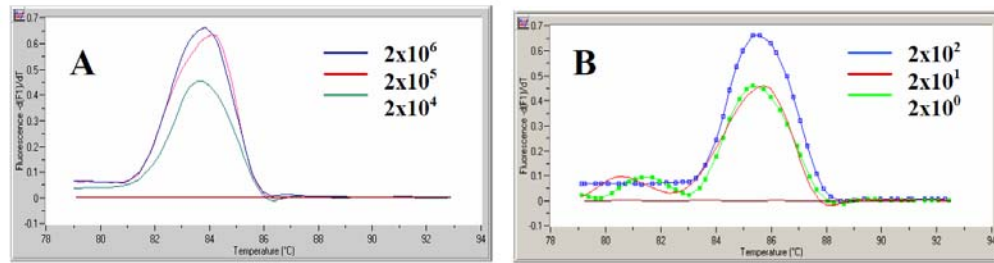 A
2x10⁶
2x10⁵
2x10⁴
Fluorescence -d(F1)/dT
0.7
0.6
0.5
0.4
0.3
0.2
0.1
0
-0.1
78 80 82 84 86 88 90 92 94
Temperature (°C)
B
2x10²
2x10¹
2x10⁰
Fluorescence -d(F1)/dT
0.7
0.6
0.5
0.4
0.3
0.2
0.1
0
-0.1
78 80 82 84 86 88 90 92 94
Temperature (°C)